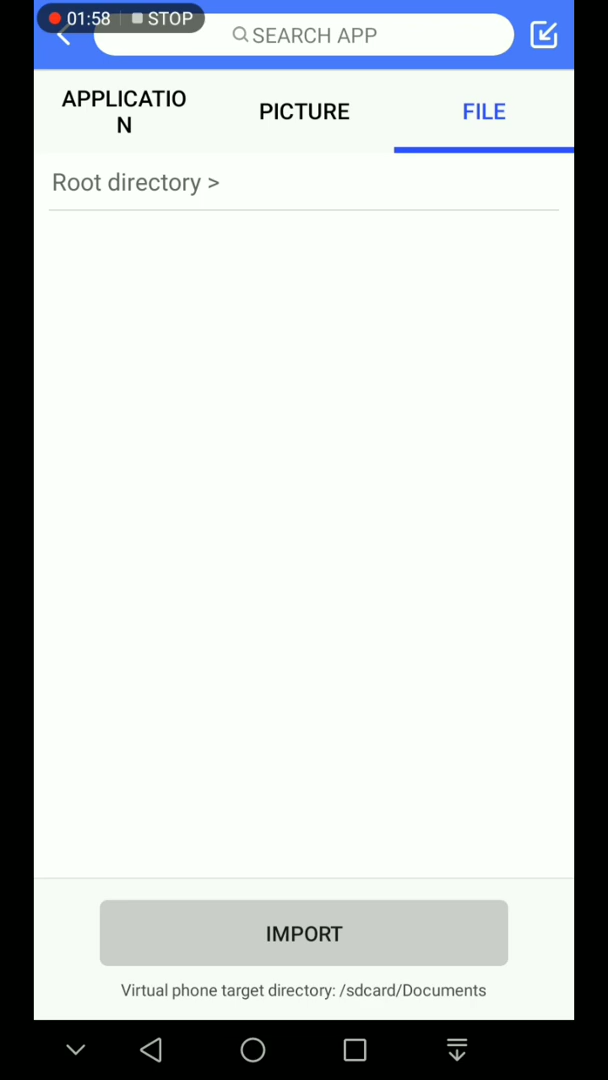 01:58 STOP
SEARCH APP
APPLICATIO
N
PICTURE
FILE
Root directory >
IMPORT
Virtual phone target directory: /sdcard/Documents